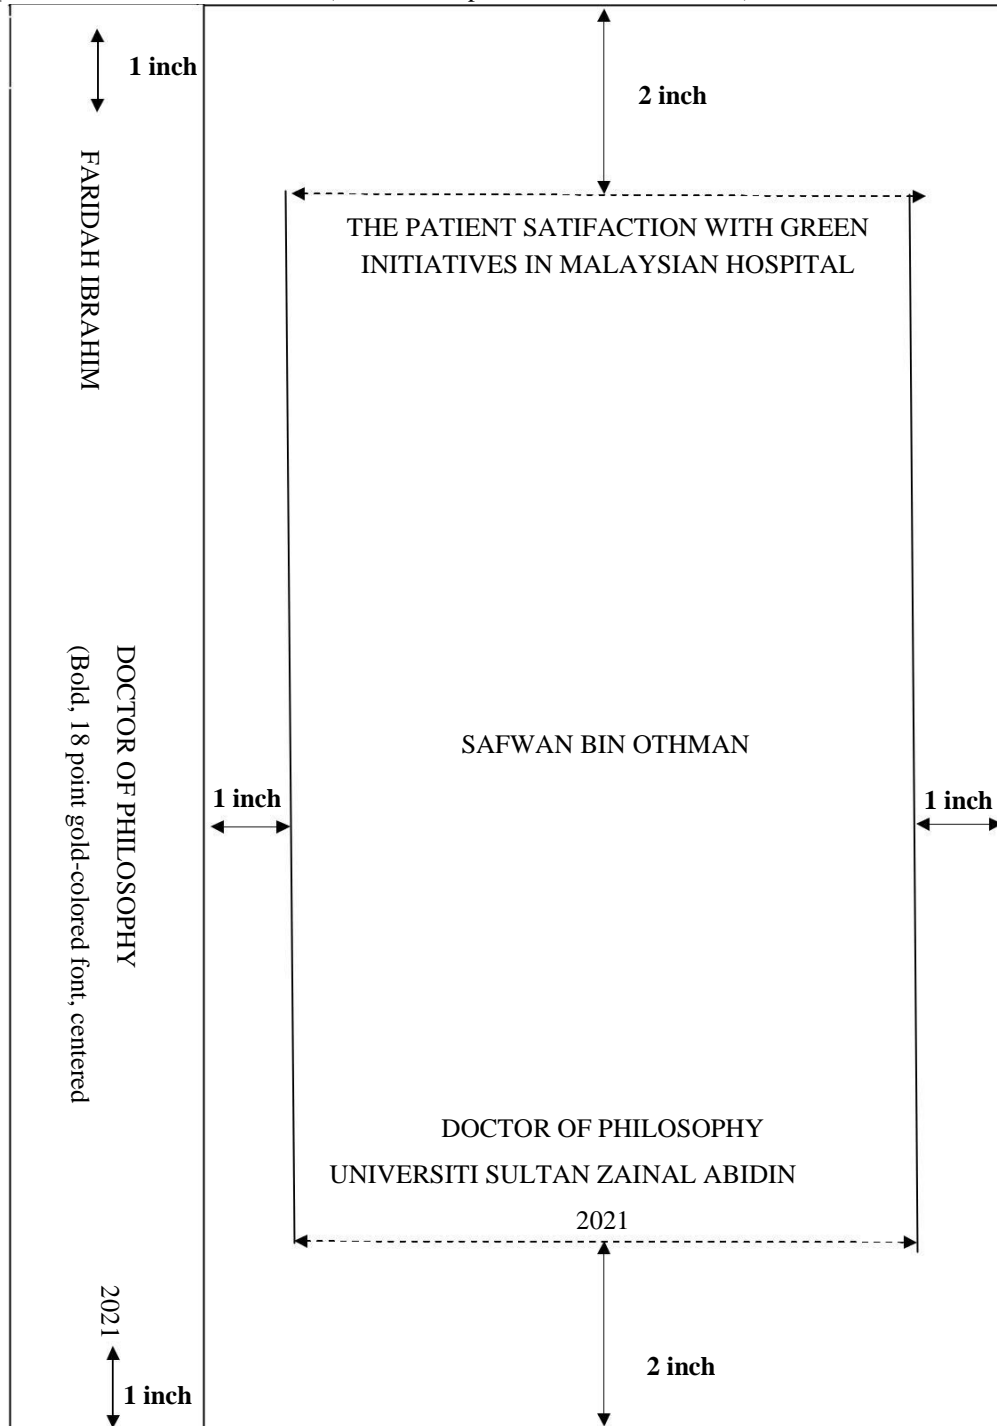 1 inch
FARIDAH IBRAHIM
DOCTOR OF PHILOSOPHY
(Bold, 18 point gold-colored font, centered
2021
1 inch
2 inch
THE PATIENT SATIFACTION WITH GREEN
INITIATIVES IN MALAYSIAN HOSPITAL
SAFWAN BIN OTHMAN
1 inch
1 inch
DOCTOR OF PHILOSOPHY
UNIVERSITI SULTAN ZAINAL ABIDIN
2021
2 inch